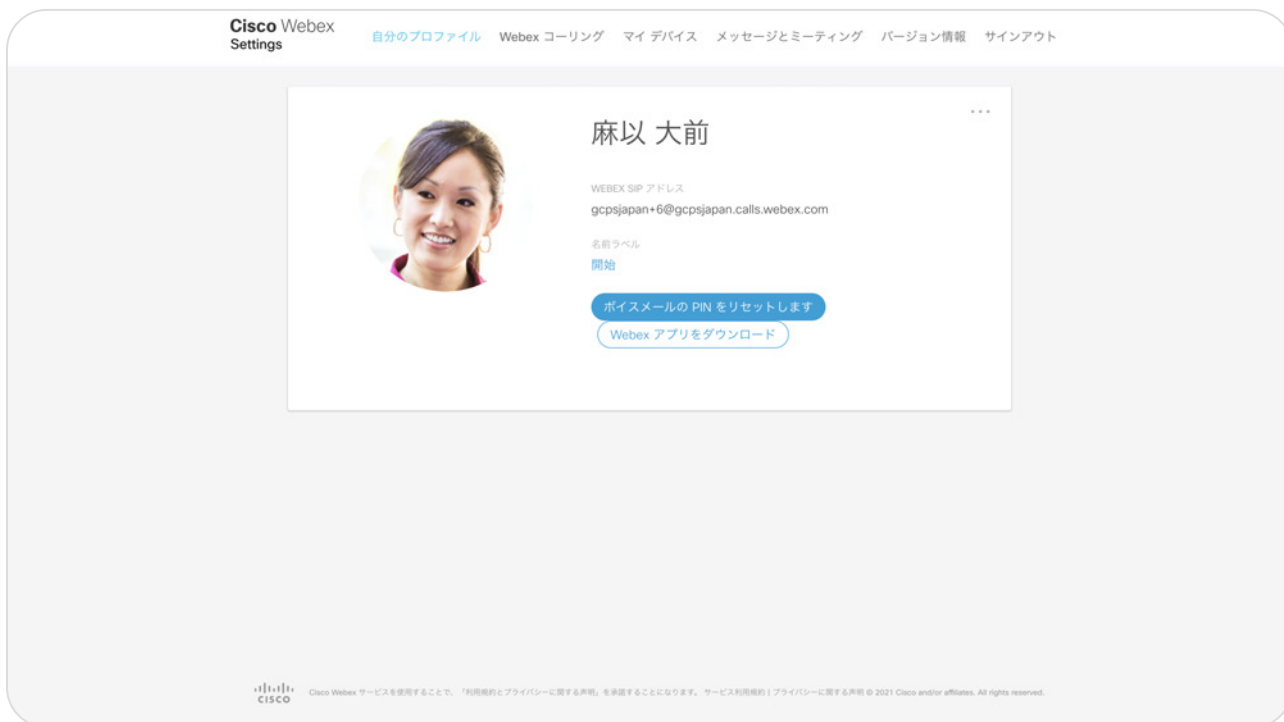 Cisco Webex
Settings
自分のプロファイル Webex コーリング マイ デバイス メッセージとミーティング バージョン情報 サインアウト
麻以 大前
WEBEX SIP アドレス
gcpsjapan+6@gcpsjapan.calls.webex.com
名前ラベル
開始
ボイスメールの PIN をリセットします
Webex アプリをダウンロード
CISCO
Cisco Webex サービスを使用することで、「利用規約とプライバシーに関する声明」を承諾することになります。 サービス利用規約 | プライバシーに関する声明 © 2021 Cisco and/or affiliates. All rights reserved.